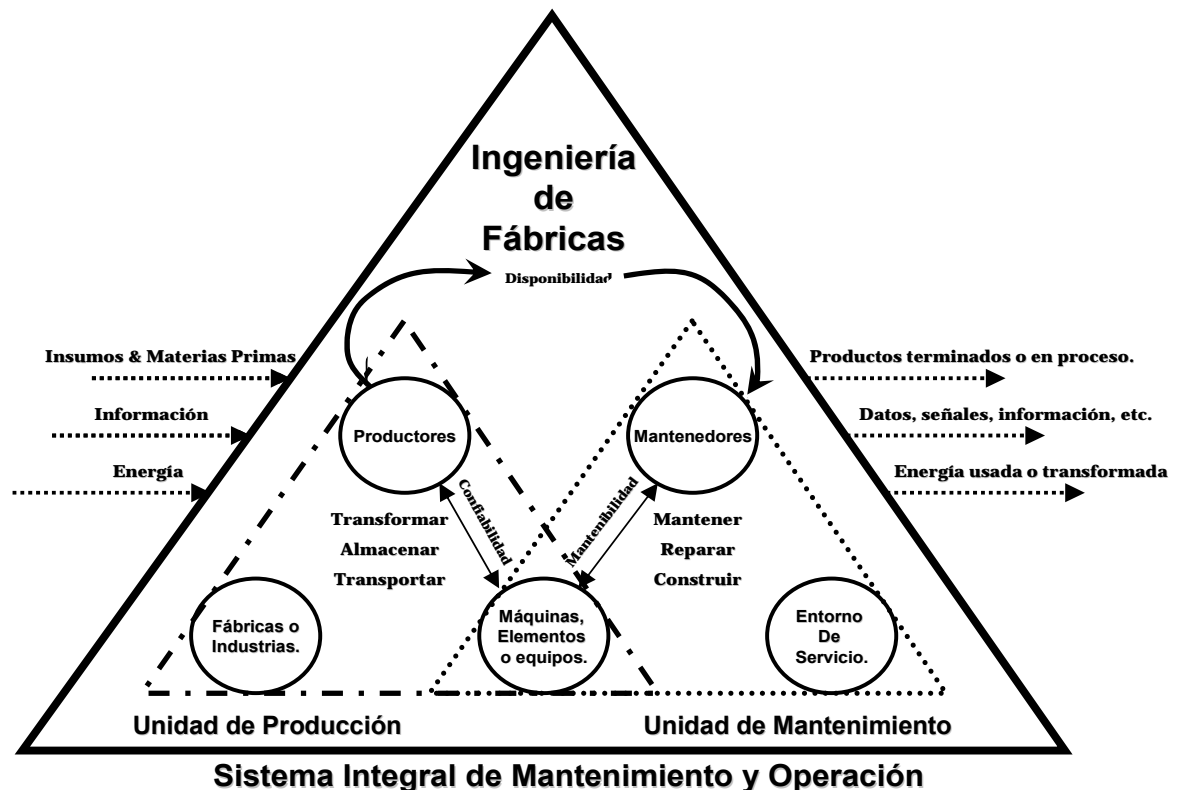 Ingeniería
de
Fábricas
Disponibilidad
Insumos & Materias Primas
Información
Energía
Productos terminados o en proceso.
Datos, señales, información, etc.
Energía usada o transformada
Productores
Mantenedores
Confiabilidad
Mantenibilidad
Transformar
Almacenar
Transportar
Mantener
Reparar
Construir
Fábricas o
Industrias.
Máquinas,
Elementos
o equipos.
Entorno
De
Servicio.
Unidad de Producción
Unidad de Mantenimiento
Sistema Integral de Mantenimiento y Operación